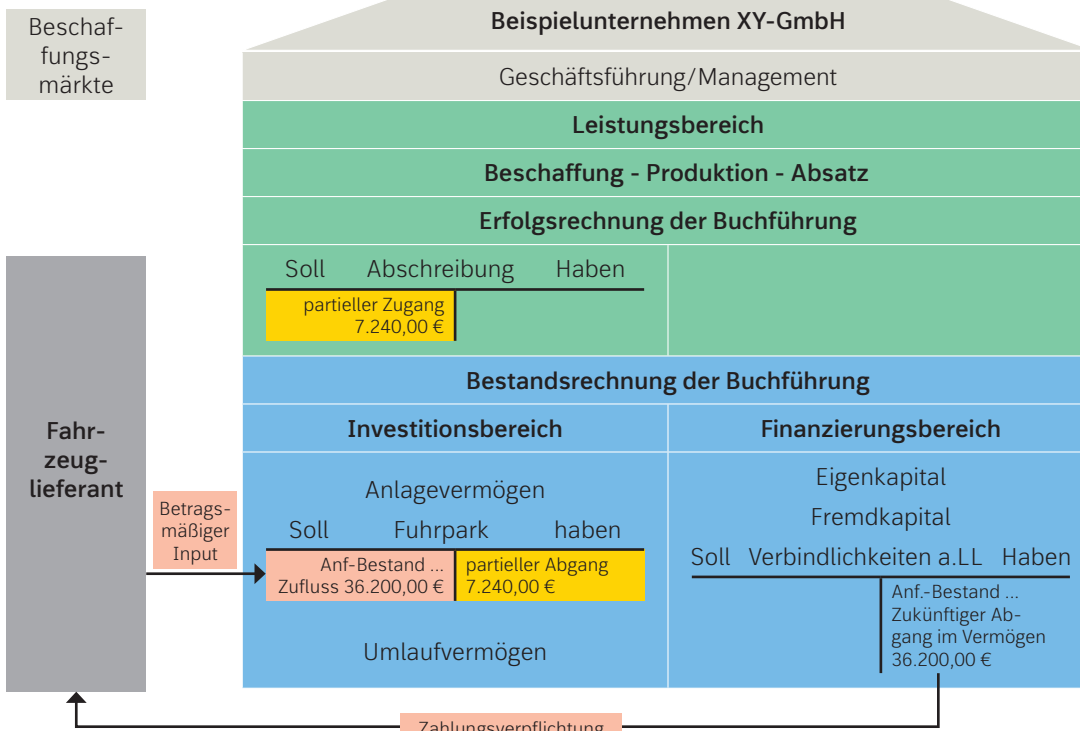 Beschaf-
fungs-
märkte
Beispielunternehmen XY-GmbH
Geschäftsführung/Management
Leistungsbereich
Beschaffung - Produktion - Absatz
Erfolgsrechnung der Buchführung
Soll Abschreibung Haben
partieller Zugang
7.240,00 €
Bestandsrechnung der Buchführung
Investitionsbereich
Finanzierungsbereich
Fahr-
zeug-
lieferant
Betrags-
mäßiger
Input
Anlagevermögen
Soll Fuhrpark haben
Anf-Bestand ...
Zufluss 36.200,00 €
partieller Abgang
7.240,00 €
Umlaufvermögen
Eigenkapital
Fremdkapital
Soll Verbindlichkeiten a.LL Haben
Anf.-Bestand ...
Zukünftiger Ab-
gang im Vermögen
36.200,00 €
Zahlungsverpflichtung